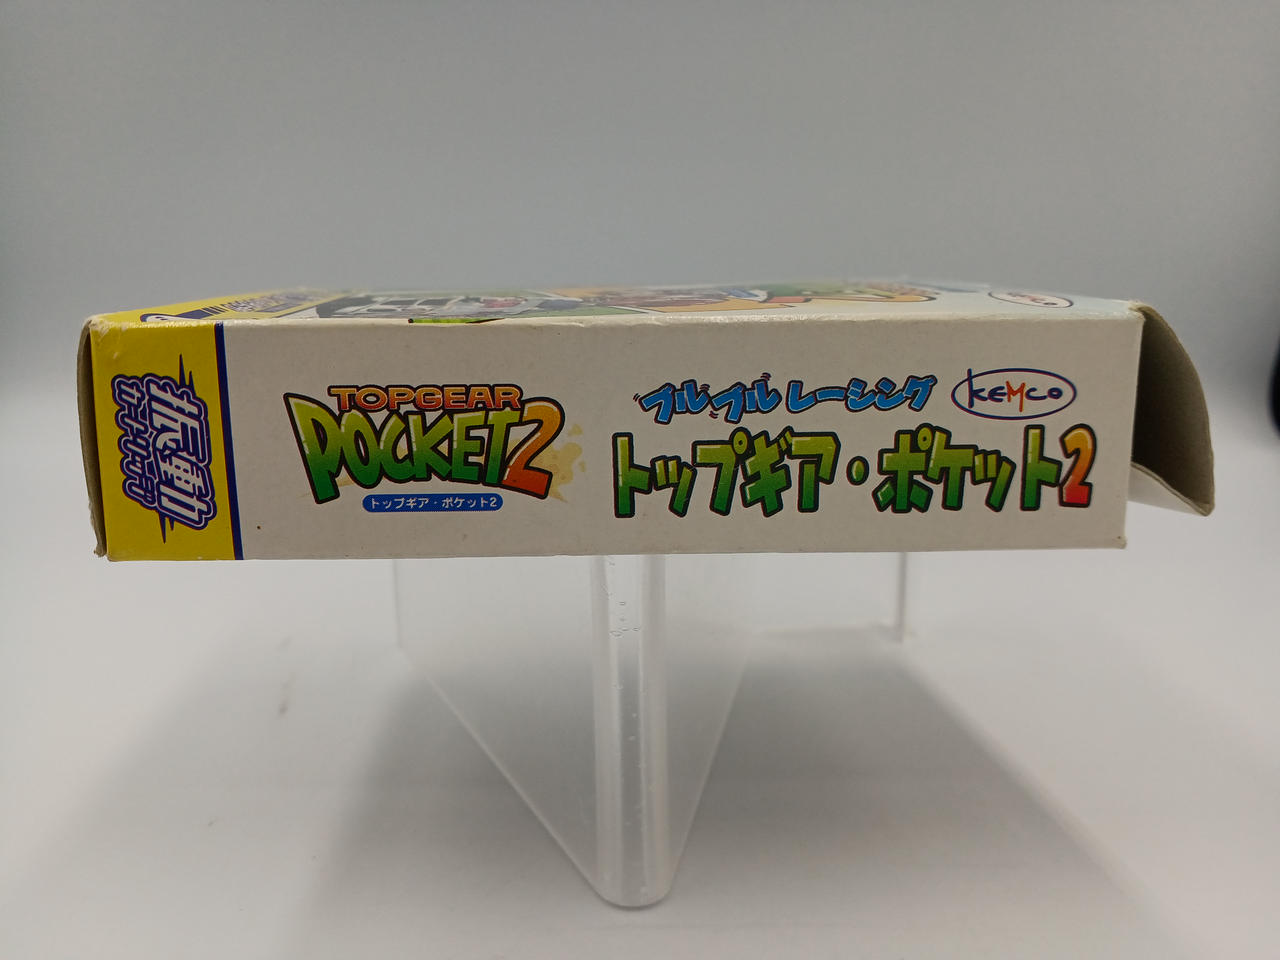 振動
カートリッジ
TOPGEAR
POCKET2
トップギア・ポケット2
ブルブルレーシング
KEMCO
トップギア・ポケット2